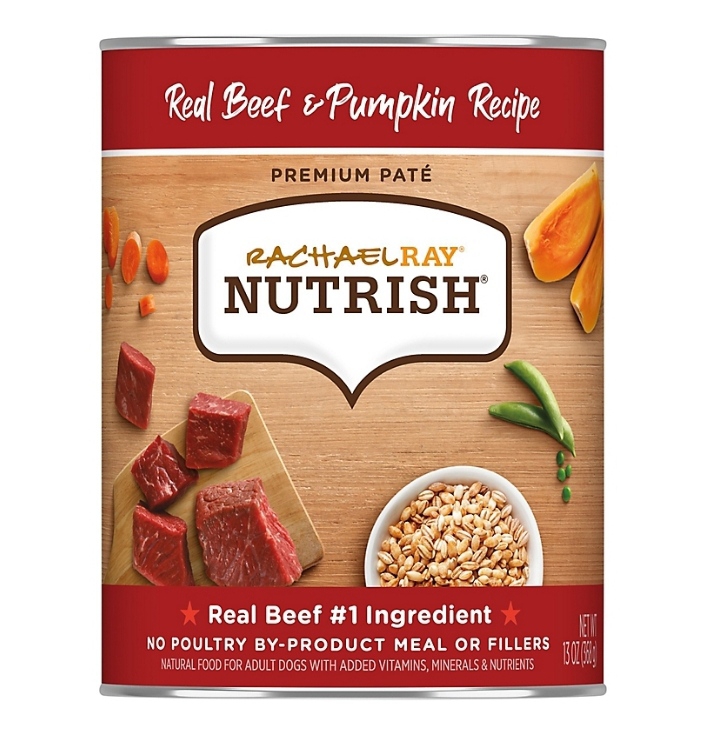 Real Beef & Pumpkin Recipe
PREMIUM PATÉ
RACHAEL RAY®
NUTRISH®
Real Beef #1 Ingredient
NO POULTRY BY-PRODUCT MEAL OR FILLERS
NATURAL FOOD FOR ADULT DOGS WITH ADDED VITAMINS, MINERALS & NUTRIENTS
NET WT
13 OZ (368 g)